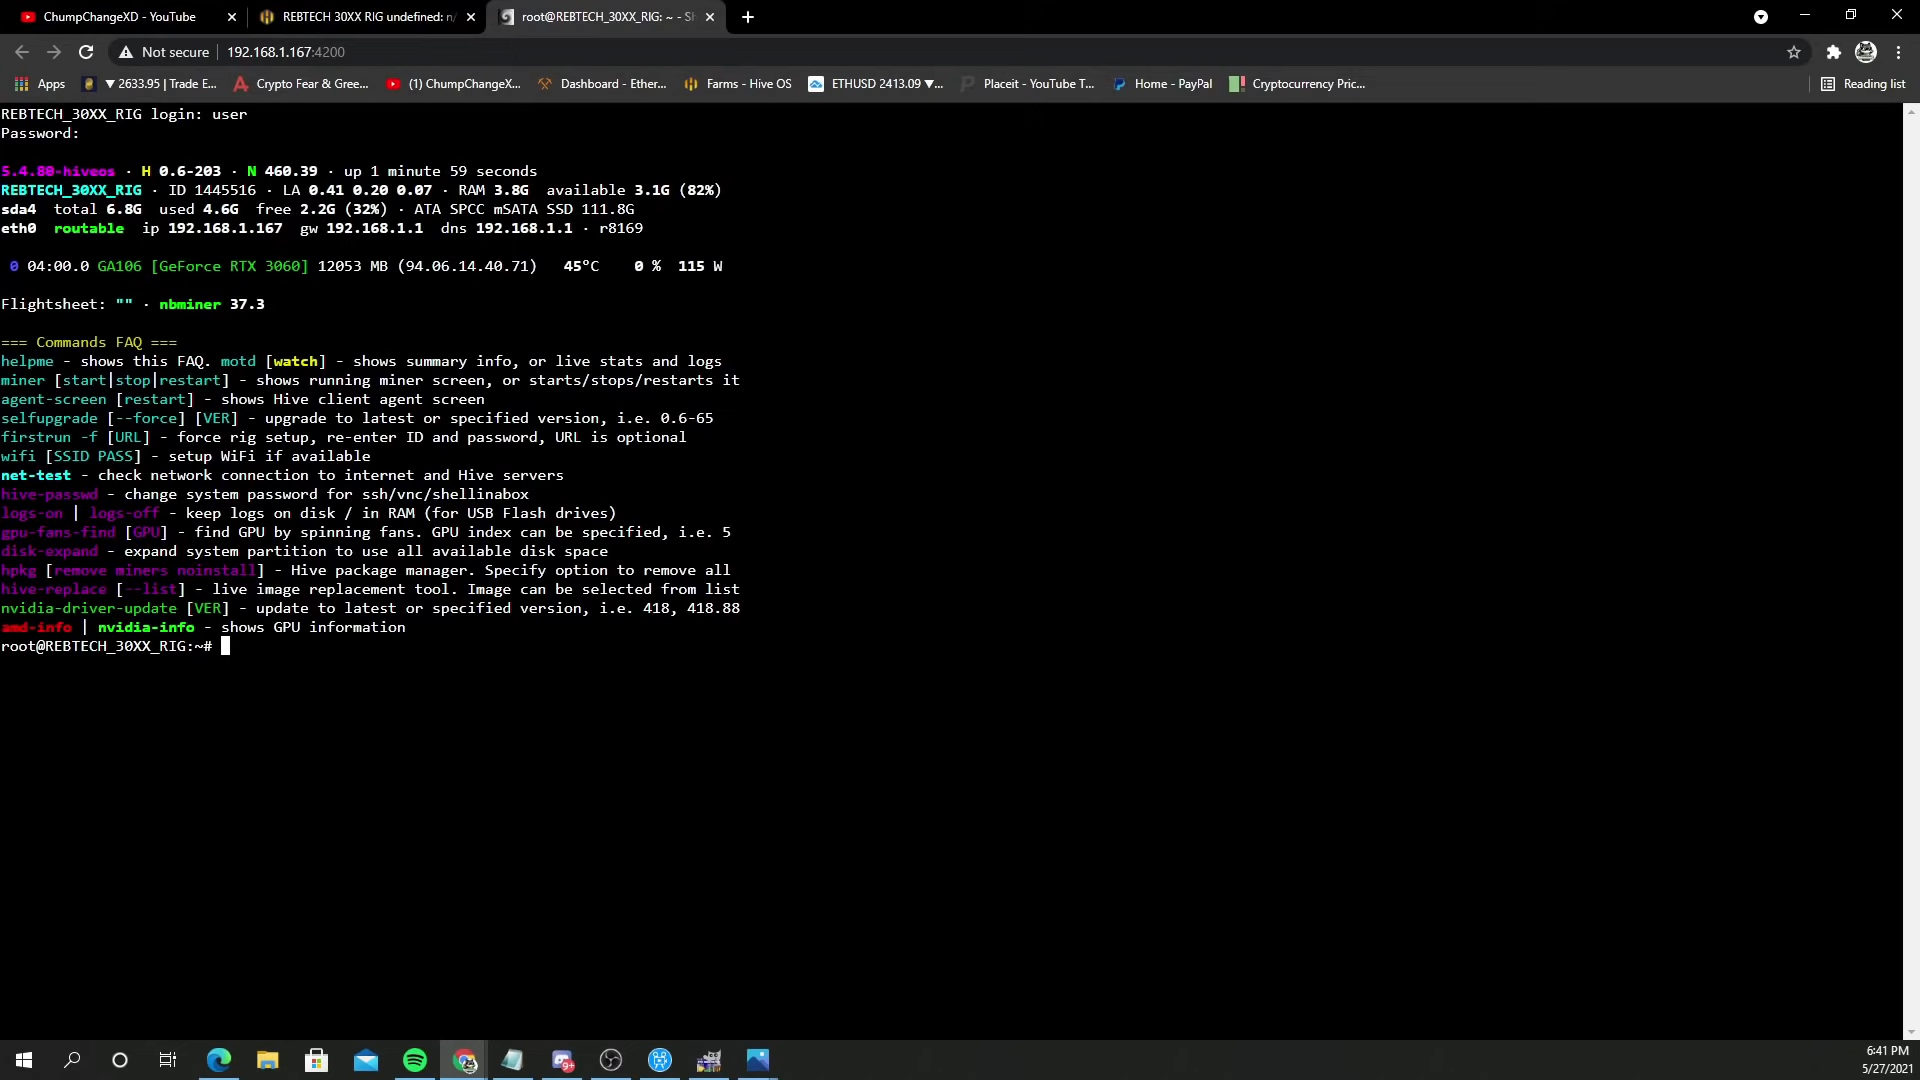 ChumpChangeXD - YouTube
REBTECH 30XX RIG undefined: n/
root@REBTECH_30XX_RIG: ~ - Sh
Not secure
192.168.1.167:4200
Apps
▼ 2633.95 | Trade E...
Crypto Fear & Gree...
(1) ChumpChangeX...
Dashboard - Ether...
Farms - Hive OS
ETHUSD 2413.09 ▼...
Placeit - YouTube T...
Home - PayPal
Cryptocurrency Pric...
Reading list
REBTECH_30XX_RIG login: user
Password:
5.4.80-hiveos · H 0.6-203 · N 460.39 · up 1 minute 59 seconds
REBTECH_30XX_RIG · ID 1445516 · LA 0.41 0.20 0.07 · RAM 3.8G available 3.1G (82%)
sda4 total 6.8G used 4.6G free 2.2G (32%) · ATA SPCC mSATA SSD 111.8G
eth0 routable ip 192.168.1.167 gw 192.168.1.1 dns 192.168.1.1 · r8169
0 04:00.0 GA106 [GeForce RTX 3060] 12053 MB (94.06.14.40.71) 45°C 0 % 115 W
Flightsheet: "" · nbminer 37.3
=== Commands FAQ ===
helpme - shows this FAQ. motd [watch] - shows summary info, or live stats and logs
miner [start|stop|restart] - shows running miner screen, or starts/stops/restarts it
agent-screen [restart] - shows Hive client agent screen
selfupgrade [--force] [VER] - upgrade to latest or specified version, i.e. 0.6-65
firstrun -f [URL] - force rig setup, re-enter ID and password, URL is optional
wifi [SSID PASS] - setup WiFi if available
net-test - check network connection to internet and Hive servers
hive-passwd - change system password for ssh/vnc/shellinabox
logs-on | logs-off - keep logs on disk / in RAM (for USB Flash drives)
gpu-fans-find [GPU] - find GPU by spinning fans. GPU index can be specified, i.e. 5
disk-expand - expand system partition to use all available disk space
hpkg [remove miners noinstall] - Hive package manager. Specify option to remove all
hive-replace [--list] - live image replacement tool. Image can be selected from list
nvidia-driver-update [VER] - update to latest or specified version, i.e. 418, 418.88
amd-info | nvidia-info - shows GPU information
root@REBTECH_30XX_RIG:~#
9+
6:41 PM
5/27/2021